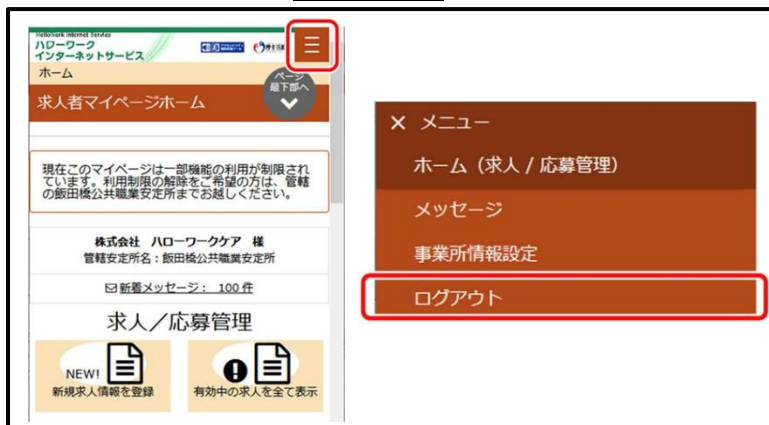 Hellowork Internet Service
ハローワーク
インターネットサービス
ホーム
ページ
最下部へ
求人者マイページホーム
現在このマイページは一部機能の利用が制限され
ています。利用制限の解除をご希望の方は、管轄
の飯田橋公共職業安定所までお越しください。
株式会社 ハローワークケア 様
管轄安定所名：飯田橋公共職業安定所
新着メッセージ： 100 件
求人／応募管理
NEW!
新規求人情報を登録
有効中の求人を全て表示
× メニュー
ホーム（求人 / 応募管理）
メッセージ
事業所情報設定
ログアウト